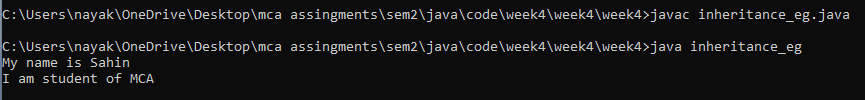 C:\Users\nayak\OneDrive\Desktop\mca assingments\sem2\java\code\week4\week4\week4>javac inheritance_eg.java
C:\Users\nayak\OneDrive\Desktop\mca assingments\sem2\java\code\week4\week4\week4>java inheritance_eg
My name is Sahin
I am student of MCA